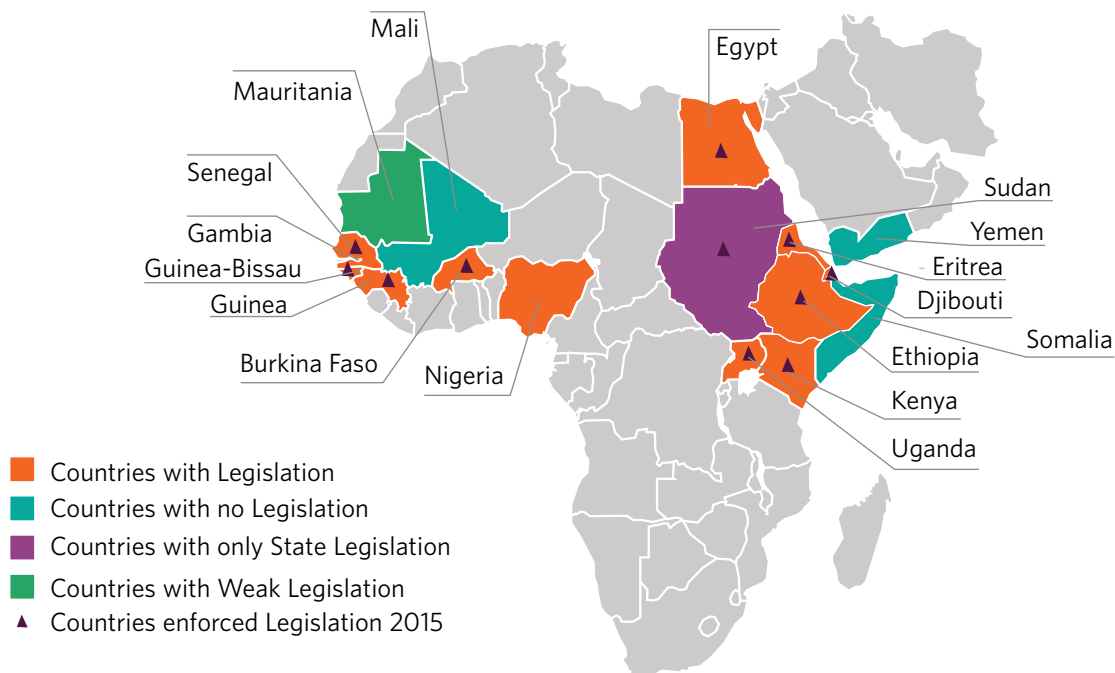 Mali
Egypt
Mauritania
Senegal
Sudan
Gambia
Yemen
Guinea-Bissau
Eritrea
Guinea
Djibouti
Somalia
Burkina Faso
Nigeria
Ethiopia
Kenya
Uganda
Countries with Legislation
Countries with no Legislation
Countries with only State Legislation
Countries with Weak Legislation
Countries enforced Legislation 2015